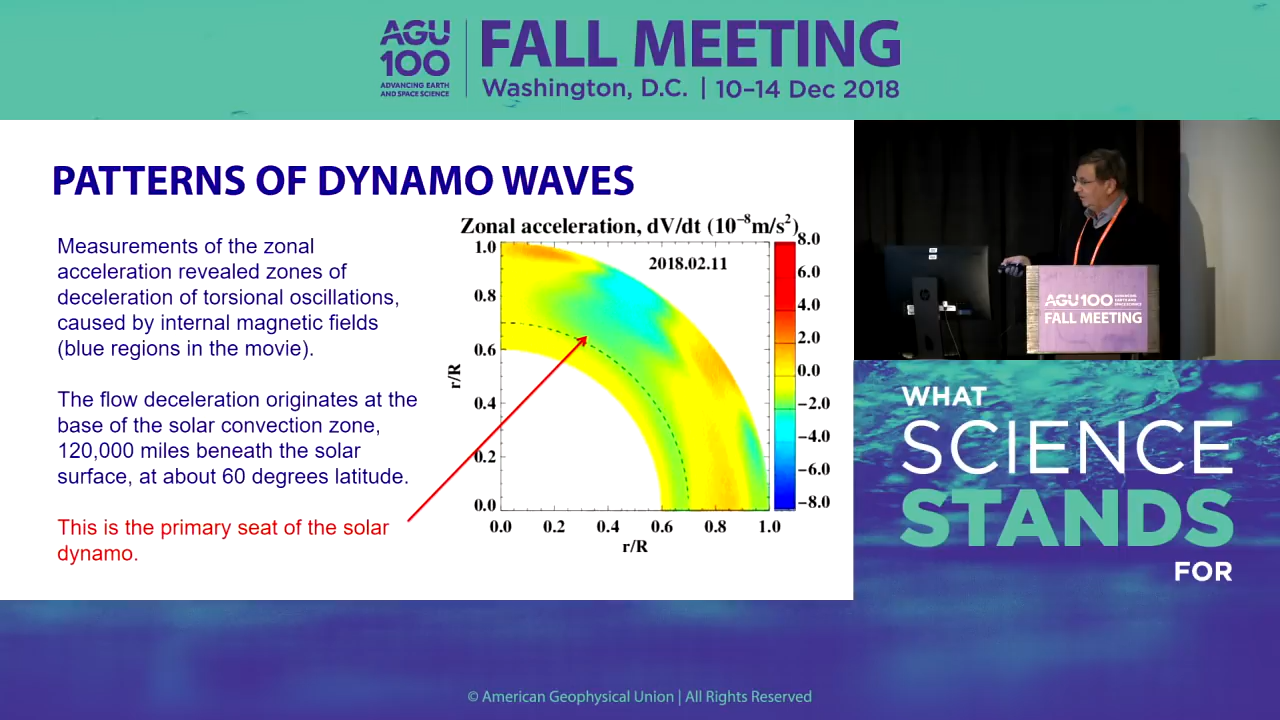 AGU
100
ADVANCING EARTH
AND SPACE SCIENCE
FALL MEETING
Washington, D.C. | 10–14 Dec 2018
PATTERNS OF DYNAMO WAVES
Measurements of the zonal
acceleration revealed zones of
deceleration of torsional oscillations,
caused by internal magnetic fields
(blue regions in the movie).
The flow deceleration originates at the
base of the solar convection zone,
120,000 miles beneath the solar
surface, at about 60 degrees latitude.
This is the primary seat of the solar
dynamo.
Zonal acceleration, dV/dt (10⁻⁸m/s²)
2018.02.11
1.0
0.8
0.6
0.4
0.2
0.0
r/R
0.0 0.2 0.4 0.6 0.8 1.0
r/R
8.0
6.0
4.0
2.0
0.0
−2.0
−4.0
−6.0
−8.0
AGU100 ADVANCING EARTH AND SPACE SCIENCE
FALL MEETING
WHAT
SCIENCE
STANDS
FOR
© American Geophysical Union | All Rights Reserved